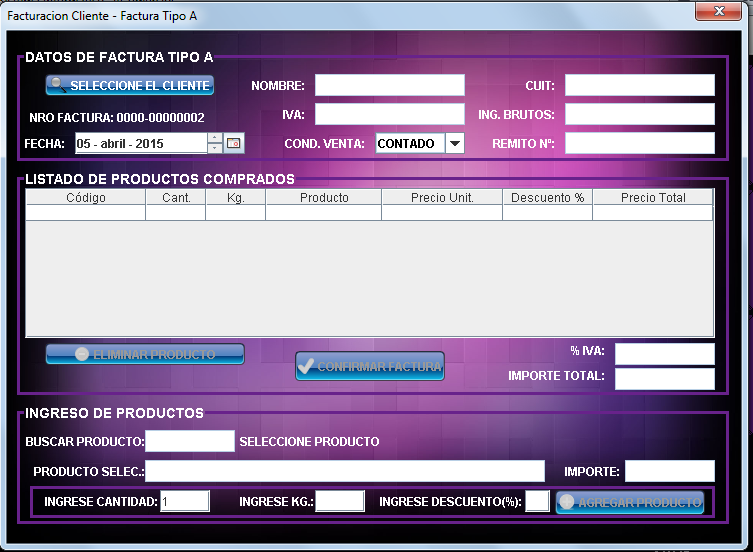 Facturacion Cliente - Factura Tipo A
DATOS DE FACTURA TIPO A
SELECCIONE EL CLIENTE NOMBRE: CUIT:
NRO FACTURA: 0000-00000002 IVA: ING. BRUTOS:
FECHA: 05 - abril - 2015 COND. VENTA: CONTADO REMITO Nº:
LISTADO DE PRODUCTOS COMPRADOS
Código Cant. Kg. Producto Precio Unit. Descuento % Precio Total
ELIMINAR PRODUCTO CONFIRMAR FACTURA % IVA:
IMPORTE TOTAL:
INGRESO DE PRODUCTOS
BUSCAR PRODUCTO: SELECCIONE PRODUCTO
PRODUCTO SELEC.: IMPORTE:
INGRESE CANTIDAD: 1 INGRESE KG.: INGRESE DESCUENTO(%): AGREGAR PRODUCTO